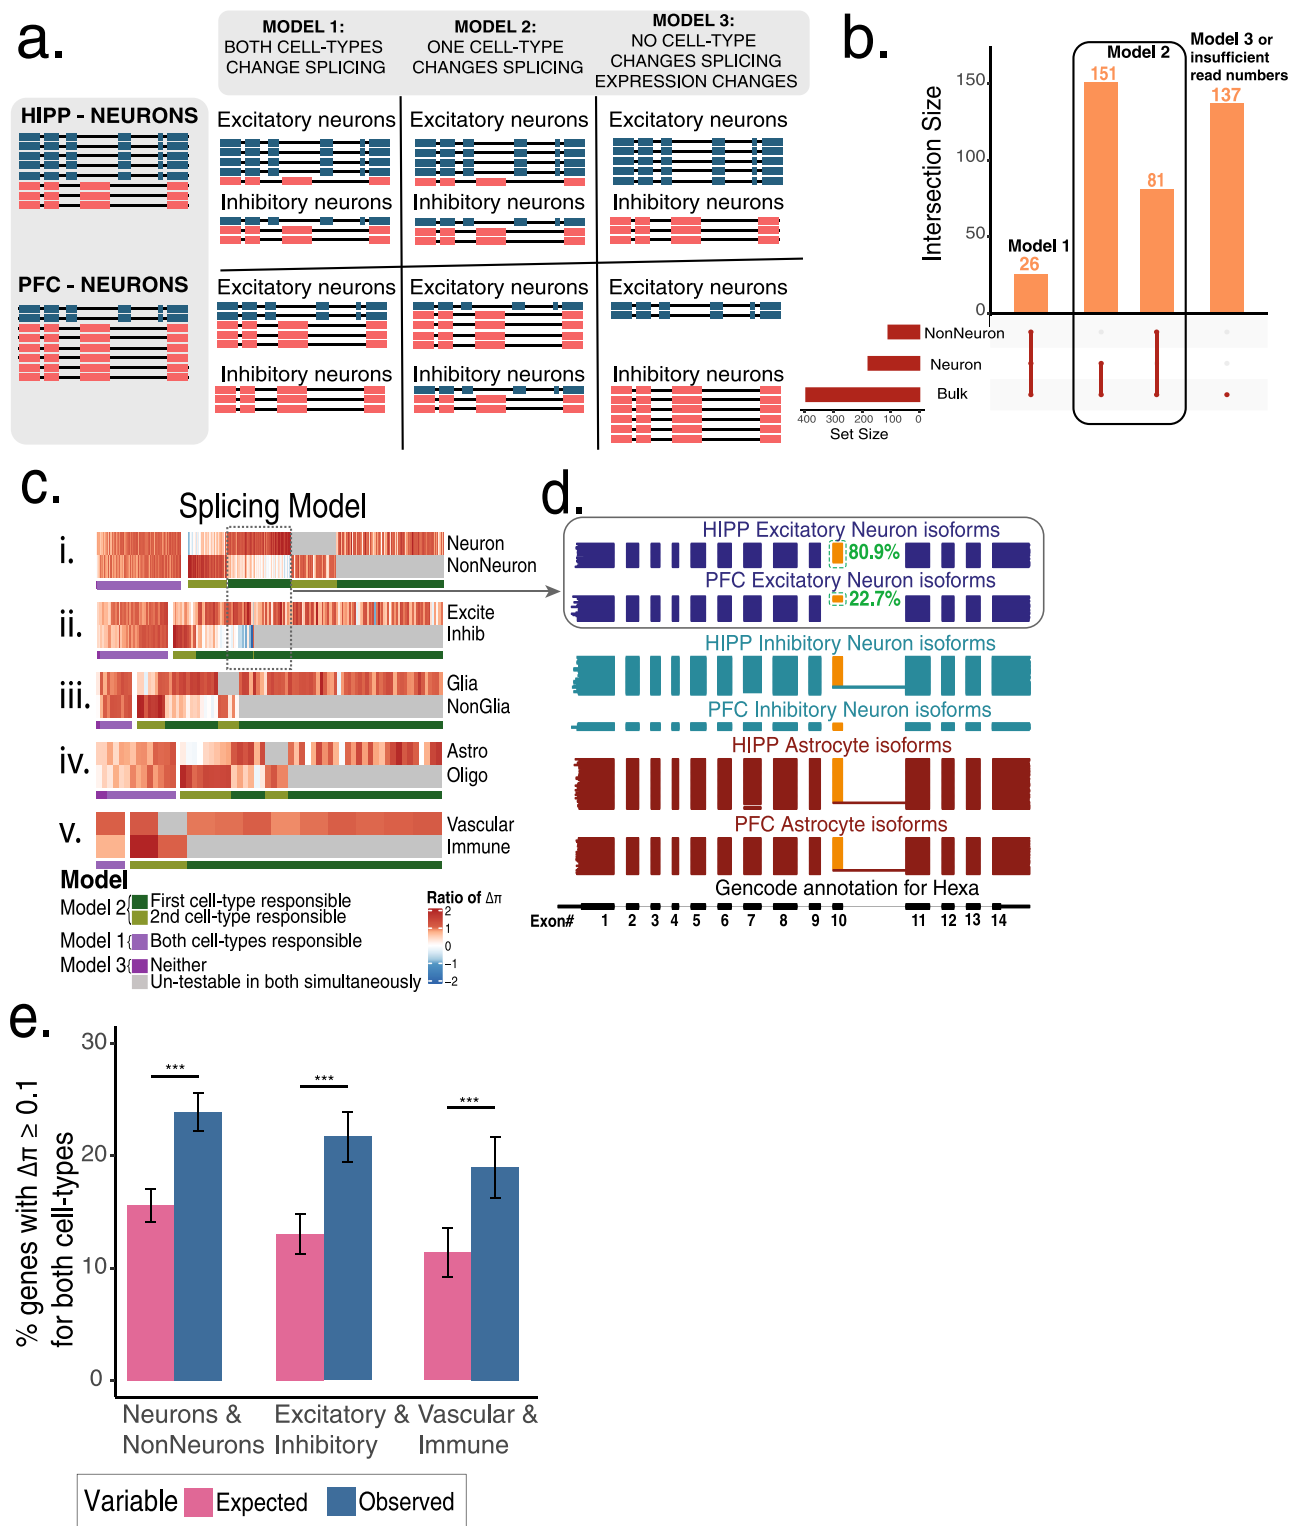 a.
MODEL 1:
BOTH CELL-TYPES
CHANGE SPLICING
MODEL 2:
ONE CELL-TYPE
CHANGES SPLICING
MODEL 3:
NO CELL-TYPE
CHANGES SPLICING
EXPRESSION CHANGES
HIPP - NEURONS
Excitatory neurons
Excitatory neurons
Excitatory neurons
Inhibitory neurons
Inhibitory neurons
Inhibitory neurons
PFC - NEURONS
Excitatory neurons
Excitatory neurons
Excitatory neurons
Inhibitory neurons
Inhibitory neurons
Inhibitory neurons
b.
Intersection Size
150
100
50
0
Model 1
26
151
Model 2
81
Model 3 or
insufficient
read numbers
137
NonNeuron
Neuron
Bulk
400 300 200 100 0
Set Size
c.
Splicing Model
i.
Neuron
NonNeuron
ii.
Excite
Inhib
iii.
Glia
NonGlia
iv.
Astro
Oligo
v.
Vascular
Immune
Model
Model 2{
First cell-type responsible
2nd cell-type responsible
Model 1{
Both cell-types responsible
Model 3{
Neither
Un-testable in both simultaneously
Ratio of Δπ
2
1
0
−1
−2
d.
HIPP Excitatory Neuron isoforms
80.9%
PFC Excitatory Neuron isoforms
22.7%
HIPP Inhibitory Neuron isoforms
PFC Inhibitory Neuron isoforms
HIPP Astrocyte isoforms
PFC Astrocyte isoforms
Gencode annotation for Hexa
Exon# 1 2 3 4 5 6 7 8 9 10 11 12 13 14
e.
% genes with Δπ ≥ 0.1
for both cell-types
30
20
10
0
***
***
***
Neurons &
NonNeurons
Excitatory &
Inhibitory
Vascular &
Immune
Variable Expected Observed